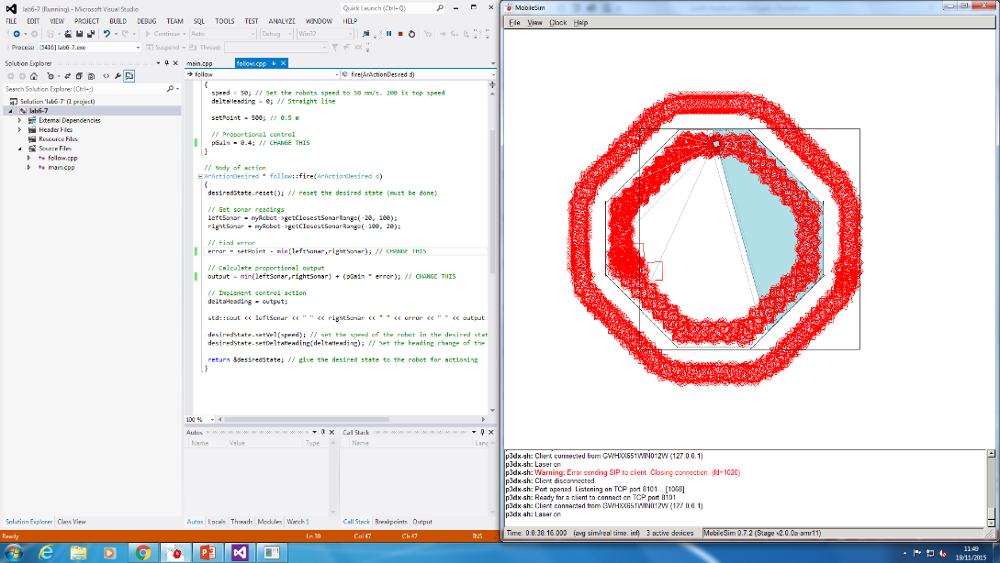 lab6-7 (Running) - Microsoft Visual Studio
Quick Launch (Ctrl+Q)
FILE EDIT VIEW PROJECT BUILD DEBUG TEAM SQL TOOLS TEST ANALYZE WINDOW HELP
Continue Auto Debug Win32
Process: [5416] lab6-7.exe Suspend Thread:
Solution Explorer
Search Solution Explorer (Ctrl+;)
Solution 'lab6-7' (1 project)
lab6-7
External Dependencies
Header Files
Resource Files
Source Files
follow.cpp
main.cpp
main.cpp follow.cpp
follow fire(ArActionDesired d)
{
speed = 50; // Set the robots speed to 50 mm/s. 200 is top speed
deltaHeading = 0; // Straight line
setPoint = 500; // 0.5 m
// Proportional control
pGain = 0.4; // CHANGE THIS
}
// Body of action
ArActionDesired * follow::fire(ArActionDesired d)
{
desiredState.reset(); // reset the desired state (must be done)
// Get sonar readings
leftSonar = myRobot->getClosestSonarRange(-20, 100);
rightSonar = myRobot->getClosestSonarRange(-100, 20);
// Find error
error = setPoint - min(leftSonar,rightSonar); // CHANGE THIS
// Calculate proportional output
output = min(leftSonar,rightSonar) + (pGain * error); // CHANGE THIS
// Implement control action
deltaHeading = output;
std::cout << leftSonar << " " << rightSonar << " " << error << " " << output
desiredState.setVel(speed); // set the speed of the robot in the desired stat
desiredState.setDeltaHeading(deltaHeading); // Set the heading change of the
return &desiredState; // give the desired state to the robot for actioning
}
100 %
Autos
Name Value Type
Call Stack
Name Lang
Solution Explorer Class View
Autos Locals Threads Modules Watch 1
Call Stack Breakpoints Output
Ready Ln 30 Col 47 Ch 47 INS
MobileSim
File View Clock Help
p3dx-sh: Client connected from GWHXX651WIN012W (127.0.0.1)
p3dx-sh: Laser on
p3dx-sh: Warning: Error sending SIP to client. Closing connection. (fd=1020)
p3dx-sh: Client disconnected.
p3dx-sh: Port opened. Listening on TCP port 8101... [1068]
p3dx-sh: Ready for a client to connect on TCP port 8101.
p3dx-sh: Client connected from GWHXX651WIN012W (127.0.0.1)
p3dx-sh: Laser on
Time: 0:0:38:16.000 (avg sim/real time: inf) 3 active devices MobileSim 0.7.2 (Stage v2.0.0a-amr11)
11:49
19/11/2015